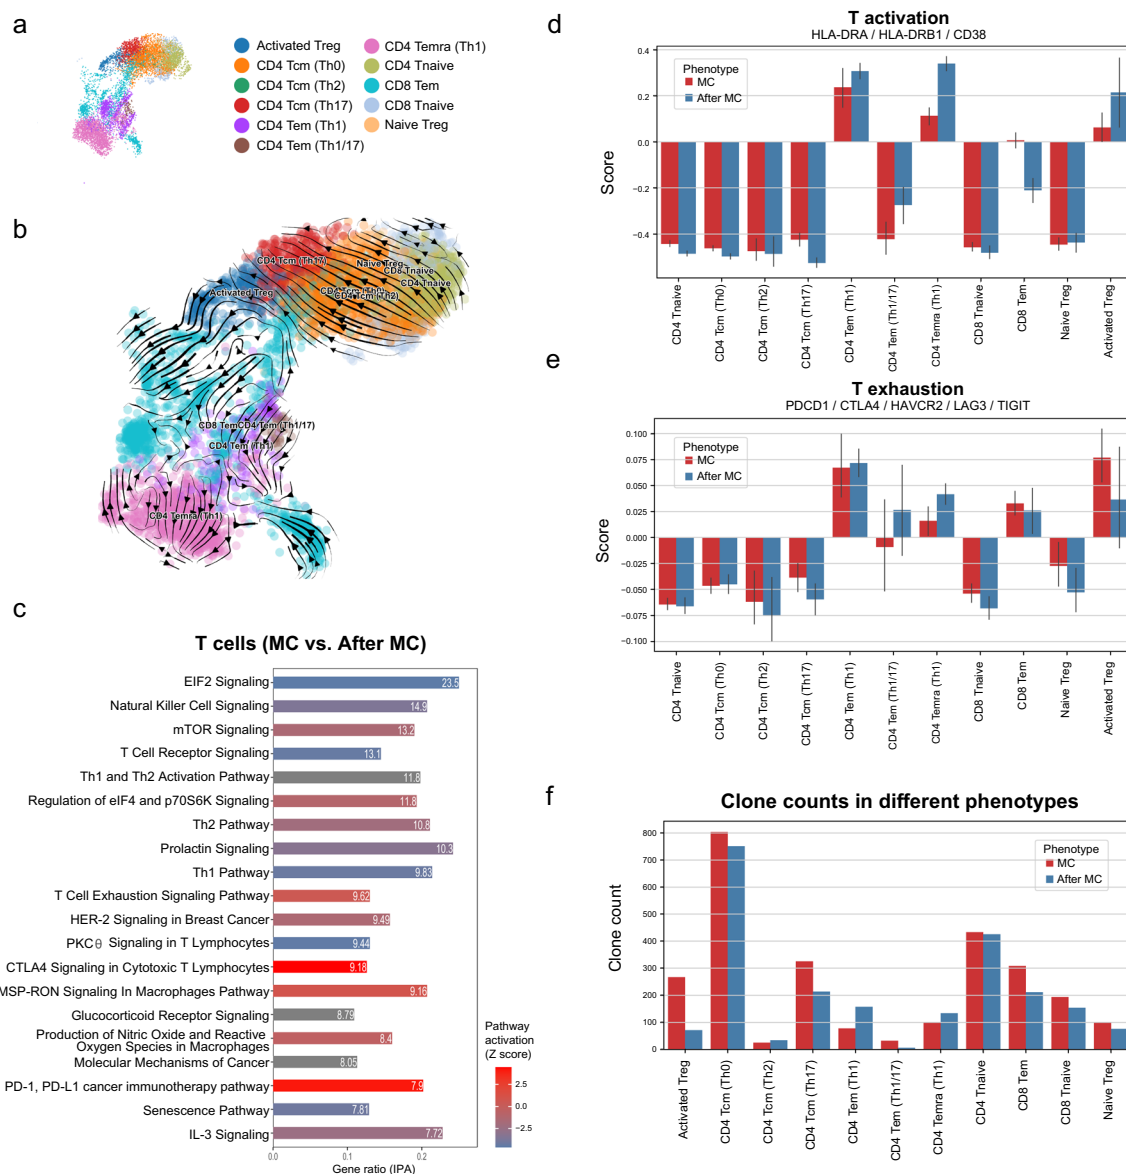 a
Activated Treg
CD4 Tcm (Th0)
CD4 Tcm (Th2)
CD4 Tcm (Th17)
CD4 Tem (Th1)
CD4 Tem (Th1/17)
CD4 Temra (Th1)
CD4 Tnaive
CD8 Tem
CD8 Tnaive
Naive Treg
b
CD4 Tcm (Th17)
Naive Treg
CD8 Tnaive
CD4 Tnaive
Activated Treg
CD4 Tcm (Th0)
CD4 Tcm (Th2)
CD8 Tem
CD4 Tem (Th1/17)
CD4 Tem (Th1)
CD4 Temra (Th1)
c
T cells (MC vs. After MC)
EIF2 Signaling 23.5
Natural Killer Cell Signaling 14.9
mTOR Signaling 13.2
T Cell Receptor Signaling 13.1
Th1 and Th2 Activation Pathway 11.8
Regulation of eIF4 and p70S6K Signaling 11.8
Th2 Pathway 10.8
Prolactin Signaling 10.3
Th1 Pathway 9.83
T Cell Exhaustion Signaling Pathway 9.62
HER-2 Signaling in Breast Cancer 9.49
PKCθ Signaling in T Lymphocytes 9.44
CTLA4 Signaling in Cytotoxic T Lymphocytes 9.18
MSP-RON Signaling In Macrophages Pathway 9.16
Glucocorticoid Receptor Signaling 8.79
Production of Nitric Oxide and Reactive
Oxygen Species in Macrophages 8.4
Molecular Mechanisms of Cancer 8.05
PD-1, PD-L1 cancer immunotherapy pathway 7.9
Senescence Pathway 7.81
IL-3 Signaling 7.72
0.0 0.1 0.2
Gene ratio (IPA)
Pathway
activation
(Z score)
2.5
0.0
−2.5
d
T activation
HLA-DRA / HLA-DRB1 / CD38
Score
0.4
0.2
0.0
−0.2
−0.4
Phenotype
MC
After MC
CD4 Tnaive
CD4 Tcm (Th0)
CD4 Tcm (Th2)
CD4 Tcm (Th17)
CD4 Tem (Th1)
CD4 Tem (Th1/17)
CD4 Temra (Th1)
CD8 Tnaive
CD8 Tem
Naive Treg
Activated Treg
e
T exhaustion
PDCD1 / CTLA4 / HAVCR2 / LAG3 / TIGIT
Score
0.100
0.075
0.050
0.025
0.000
−0.025
−0.050
−0.075
−0.100
Phenotype
MC
After MC
CD4 Tnaive
CD4 Tcm (Th0)
CD4 Tcm (Th2)
CD4 Tcm (Th17)
CD4 Tem (Th1)
CD4 Tem (Th1/17)
CD4 Temra (Th1)
CD8 Tnaive
CD8 Tem
Naive Treg
Activated Treg
f
Clone counts in different phenotypes
Clone count
800
700
600
500
400
300
200
100
0
Phenotype
MC
After MC
Activated Treg
CD4 Tcm (Th0)
CD4 Tcm (Th2)
CD4 Tcm (Th17)
CD4 Tem (Th1)
CD4 Tem (Th1/17)
CD4 Temra (Th1)
CD4 Tnaive
CD8 Tem
CD8 Tnaive
Naive Treg